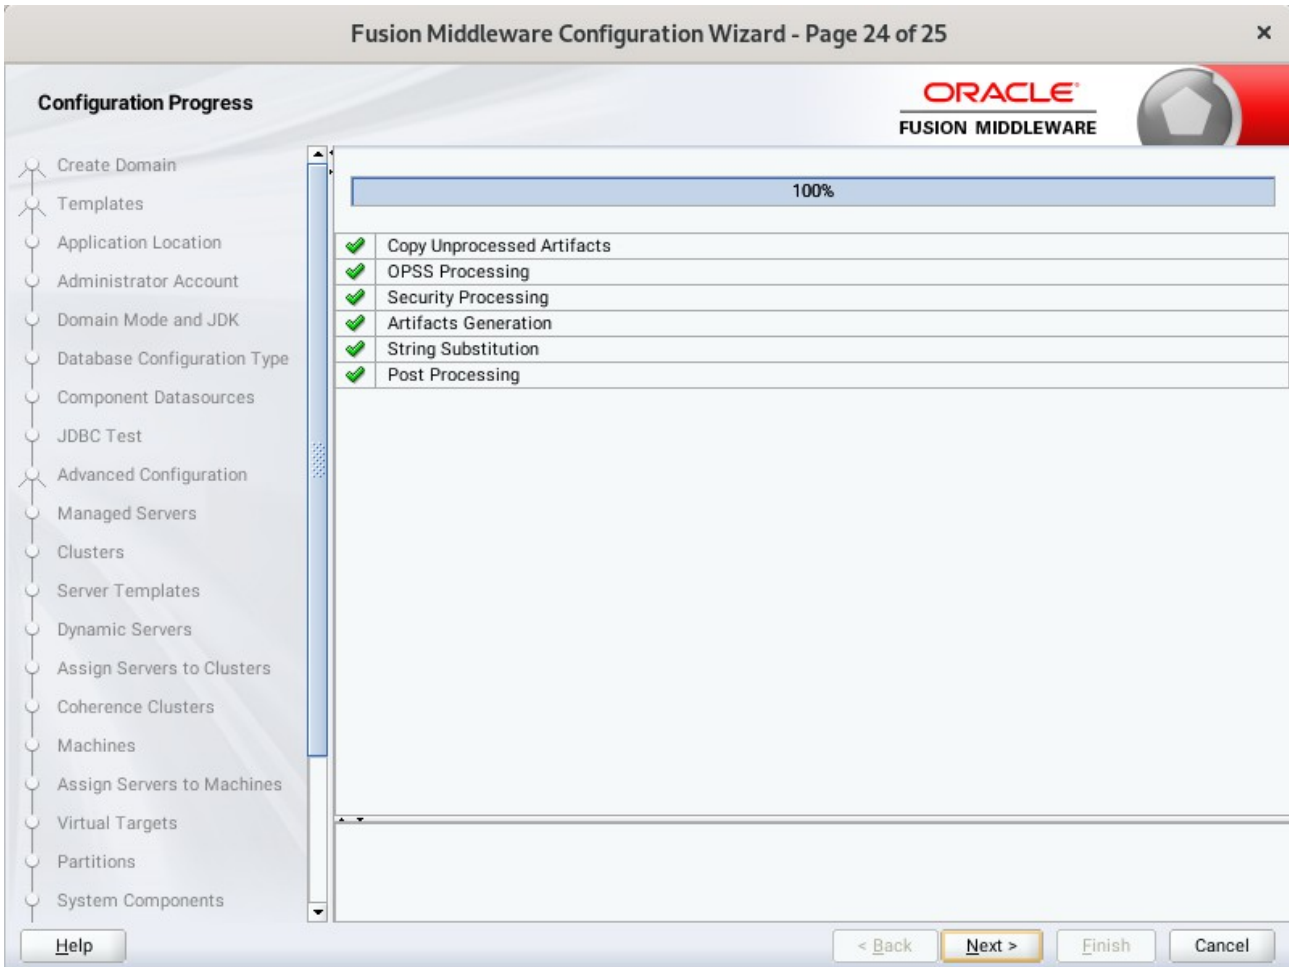 Fusion Middleware Configuration Wizard - Page 24 of 25
×
Configuration Progress
ORACLE
FUSION MIDDLEWARE
Create Domain
Templates
Application Location
Administrator Account
Domain Mode and JDK
Database Configuration Type
Component Datasources
JDBC Test
Advanced Configuration
Managed Servers
Clusters
Server Templates
Dynamic Servers
Assign Servers to Clusters
Coherence Clusters
Machines
Assign Servers to Machines
Virtual Targets
Partitions
System Components
100%
Copy Unprocessed Artifacts
OPSS Processing
Security Processing
Artifacts Generation
String Substitution
Post Processing
Help
< Back
Next >
Finish
Cancel